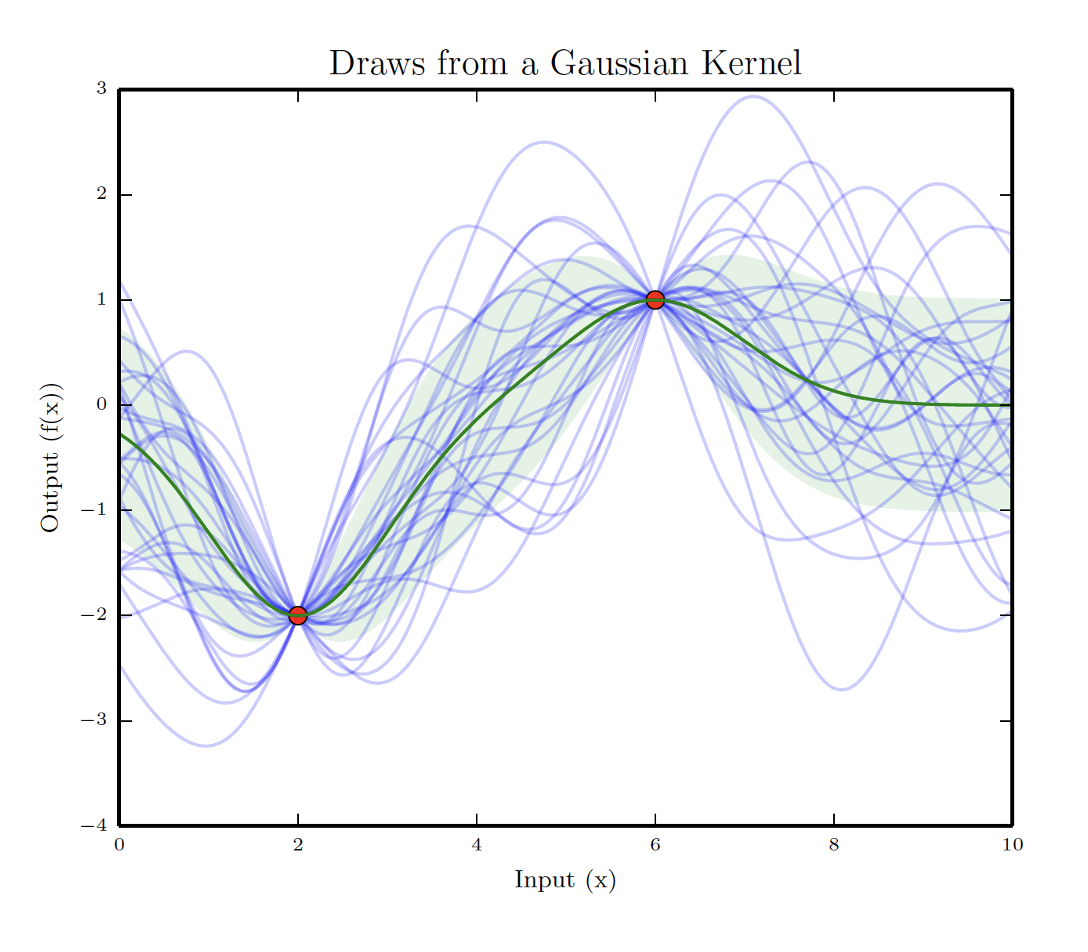 Draws from a Gaussian Kernel
3
2
1
0
−1
−2
−3
−4
Output (f(x))
0 2 4 6 8 10
Input (x)